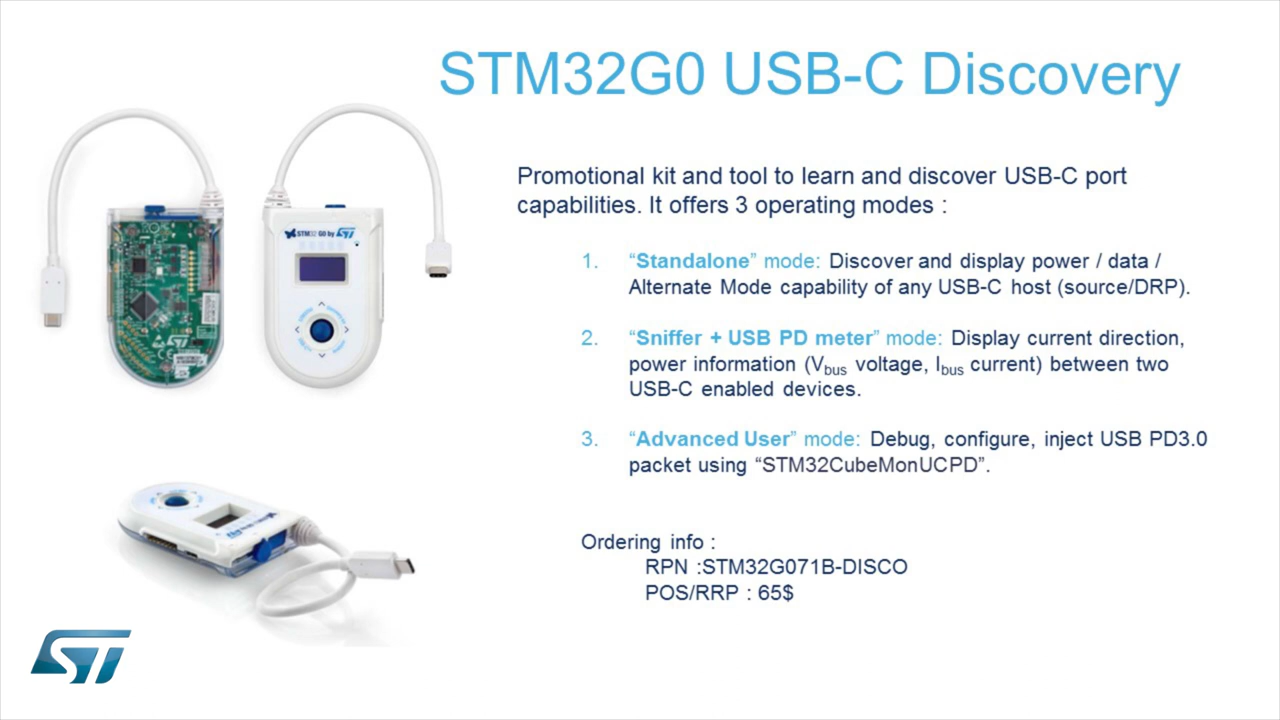 STM32G0 USB-C Discovery
Promotional kit and tool to learn and discover USB-C port
capabilities. It offers 3 operating modes :
1. “Standalone” mode: Discover and display power / data /
Alternate Mode capability of any USB-C host (source/DRP).
2. “Sniffer + USB PD meter” mode: Display current direction,
power information (Vbus voltage, Ibus current) between two
USB-C enabled devices.
3. “Advanced User” mode: Debug, configure, inject USB PD3.0
packet using “STM32CubeMonUCPD”.
Ordering info :
RPN :STM32G071B-DISCO
POS/RRP : 65$
STM32 G0 by ST
ST